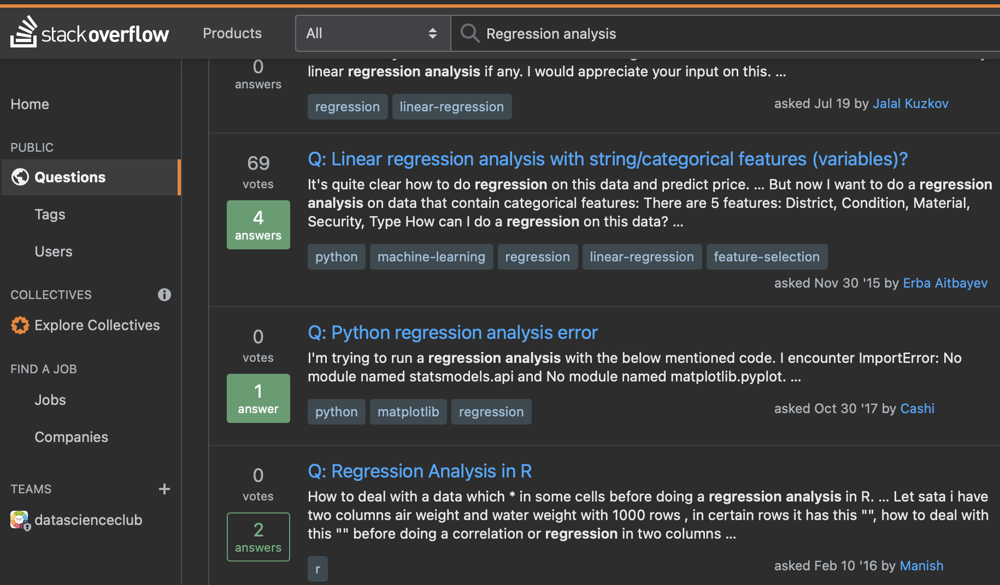 stackoverflow
Products
All
Regression analysis
Home
PUBLIC
Questions
Tags
Users
COLLECTIVES
Explore Collectives
FIND A JOB
Jobs
Companies
TEAMS
datascienceclub
0
answers
linear regression analysis if any. I would appreciate your input on this. ...
regression linear-regression
asked Jul 19 by Jalal Kuzkov
69
votes
4
answers
Q: Linear regression analysis with string/categorical features (variables)?
It's quite clear how to do regression on this data and predict price. ... But now I want to do a regression
analysis on data that contain categorical features: There are 5 features: District, Condition, Material,
Security, Type How can I do a regression on this data? ...
python machine-learning regression linear-regression feature-selection
asked Nov 30 '15 by Erba Aitbayev
0
votes
1
answer
Q: Python regression analysis error
I'm trying to run a regression analysis with the below mentioned code. I encounter ImportError: No
module named statsmodels.api and No module named matplotlib.pyplot. ...
python matplotlib regression
asked Oct 30 '17 by Cashi
0
votes
2
answers
Q: Regression Analysis in R
How to deal with a data which * in some cells before doing a regression analysis in R. ... Let sata i have
two columns air weight and water weight with 1000 rows , in certain rows it has this "", how to deal with
this "" before doing a correlation or regression in two columns ...
r
asked Feb 10 '16 by Manish